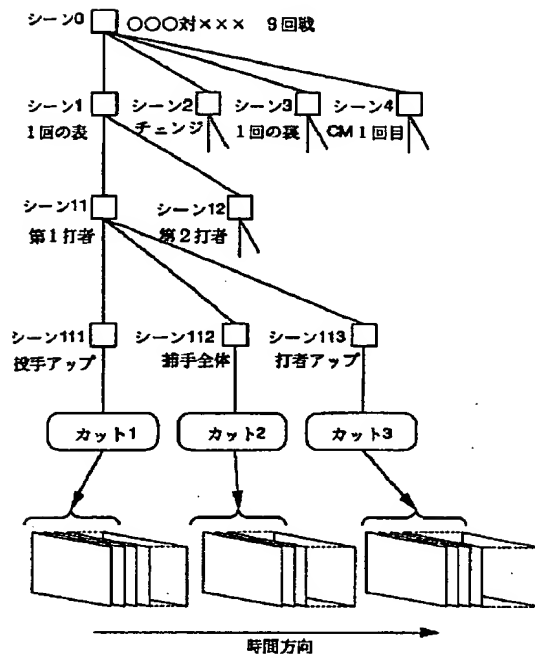 シーン0 ○○○対××× 9回戦
シーン1 シーン2 シーン3 シーン4
1回の表 チェンジ 1回の裏 CM1回目
シーン11 シーン12
第1打者 第2打者
シーン111 シーン112 シーン113
投手アップ 捕手全体 打者アップ
カット1 カット2 カット3
時間方向